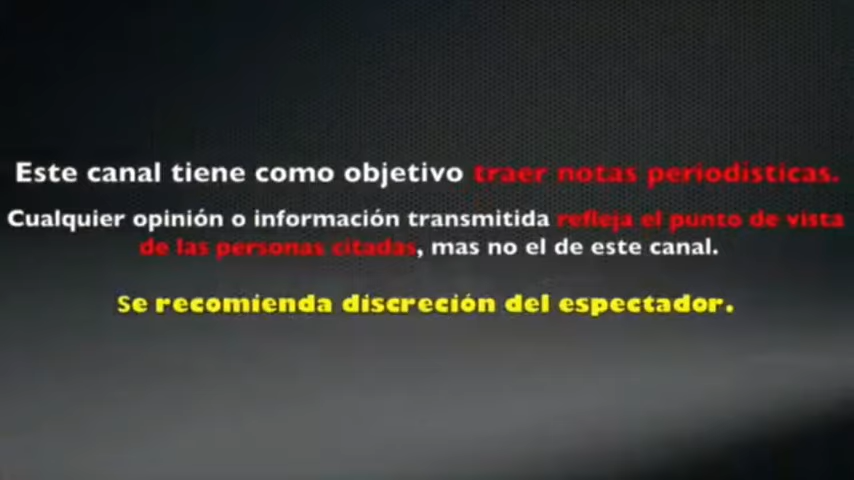 Este canal tiene como objetivo traer notas periodisticas.
Cualquier opinión o información transmitida refleja el punto de vista
de las personas citadas, mas no el de este canal.
Se recomienda discreción del espectador.